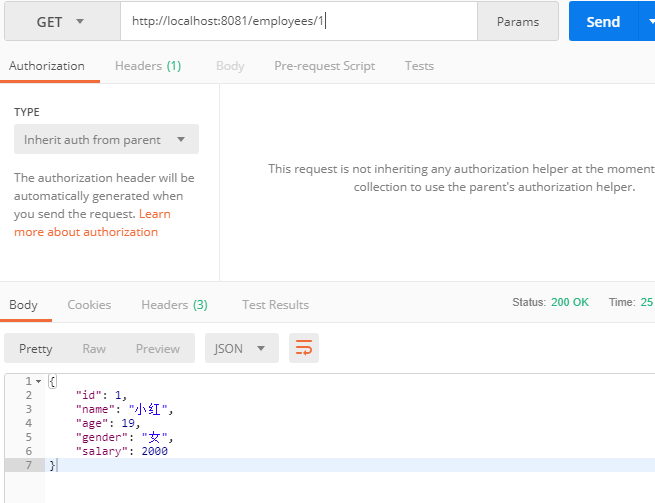 GET http://localhost:8081/employees/1 Params Send
Authorization Headers (1) Body Pre-request Script Tests
TYPE
Inherit auth from parent
The authorization header will be
automatically generated when
you send the request. Learn
more about authorization
This request is not inheriting any authorization helper at the moment
collection to use the parent's authorization helper.
Body Cookies Headers (3) Test Results Status: 200 OK Time: 25
Pretty Raw Preview JSON
1 {
2 "id": 1,
3 "name": "小红",
4 "age": 19,
5 "gender": "女",
6 "salary": 2000
7 }